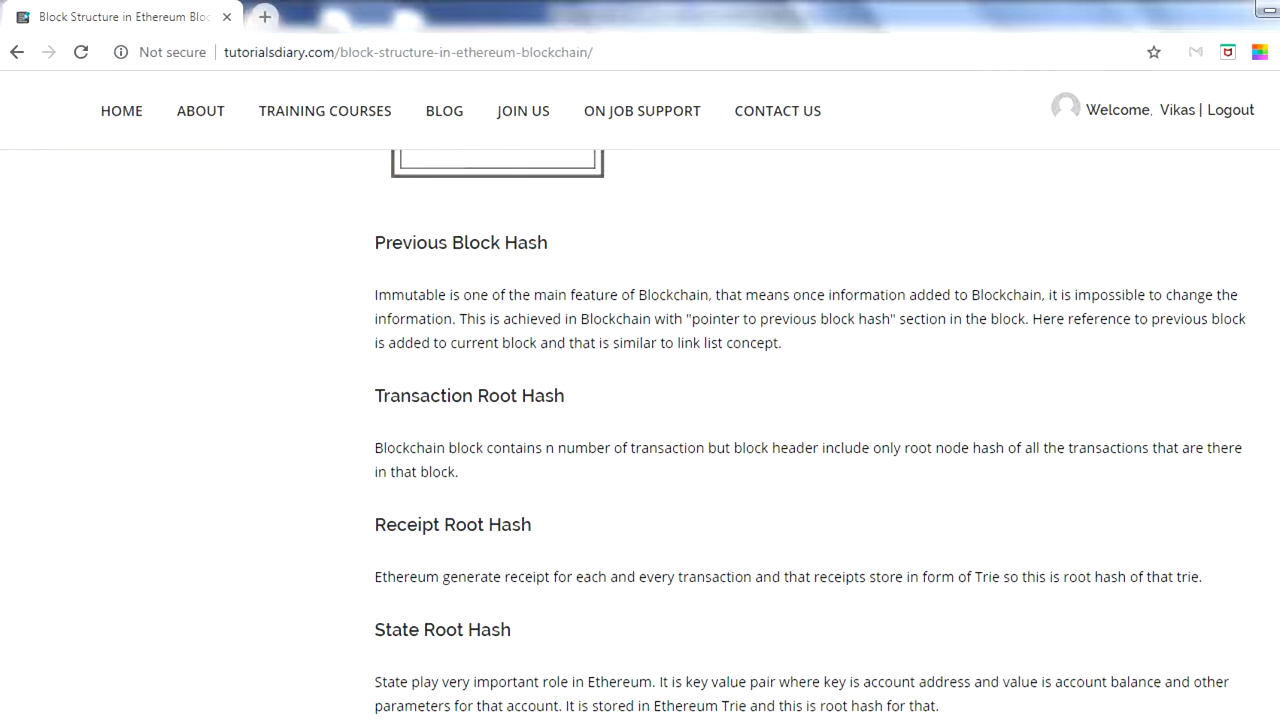 Block Structure in Ethereum Bloc
Not secure
tutorialsdiary.com/block-structure-in-ethereum-blockchain/
HOME ABOUT TRAINING COURSES BLOG JOIN US ON JOB SUPPORT CONTACT US
Welcome, Vikas | Logout
Previous Block Hash
Immutable is one of the main feature of Blockchain, that means once information added to Blockchain, it is impossible to change the
information. This is achieved in Blockchain with "pointer to previous block hash" section in the block. Here reference to previous block
is added to current block and that is similar to link list concept.
Transaction Root Hash
Blockchain block contains n number of transaction but block header include only root node hash of all the transactions that are there
in that block.
Receipt Root Hash
Ethereum generate receipt for each and every transaction and that receipts store in form of Trie so this is root hash of that trie.
State Root Hash
State play very important role in Ethereum. It is key value pair where key is account address and value is account balance and other
parameters for that account. It is stored in Ethereum Trie and this is root hash for that.